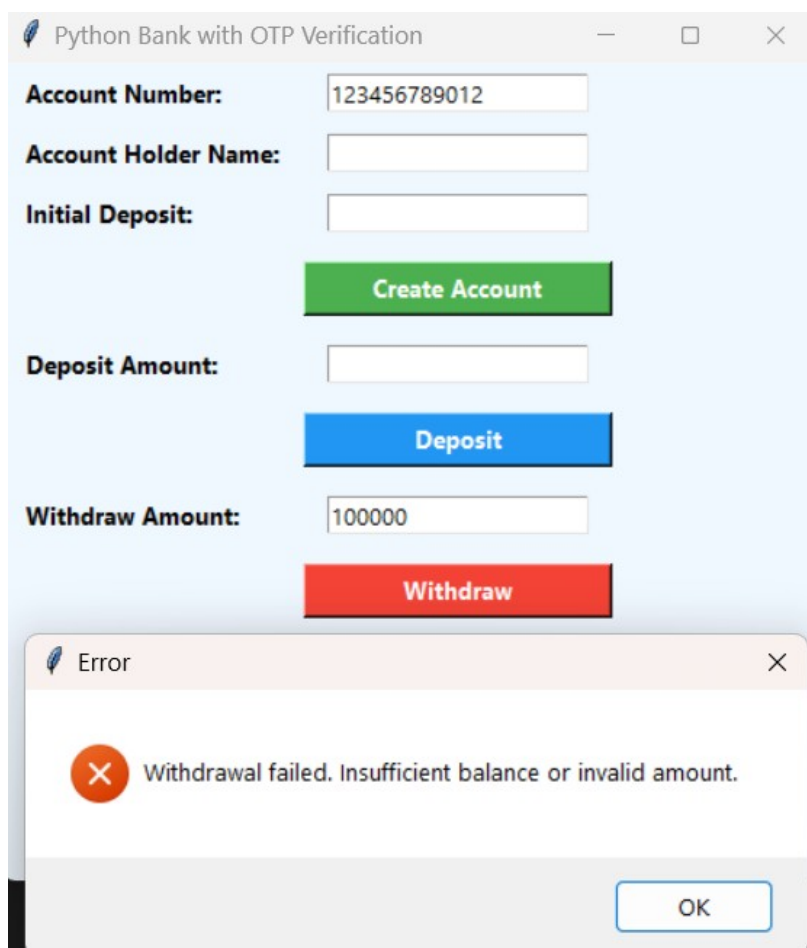 Python Bank with OTP Verification
Account Number: 123456789012
Account Holder Name:
Initial Deposit:
Create Account
Deposit Amount:
Deposit
Withdraw Amount: 100000
Withdraw
Error
Withdrawal failed. Insufficient balance or invalid amount.
OK